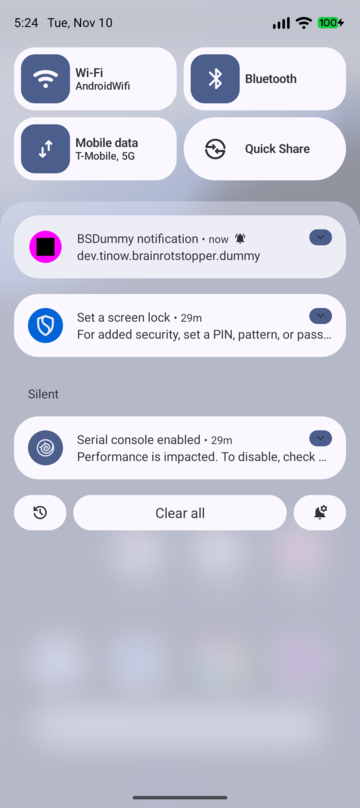 5:24 Tue, Nov 10
100
Wi-Fi
AndroidWifi
Bluetooth
Mobile data
T-Mobile, 5G
Quick Share
BSDummy notification • now
dev.tinow.brainrotstopper.dummy
Set a screen lock • 29m
For added security, set a PIN, pattern, or pass…
Silent
Serial console enabled • 29m
Performance is impacted. To disable, check …
Clear all